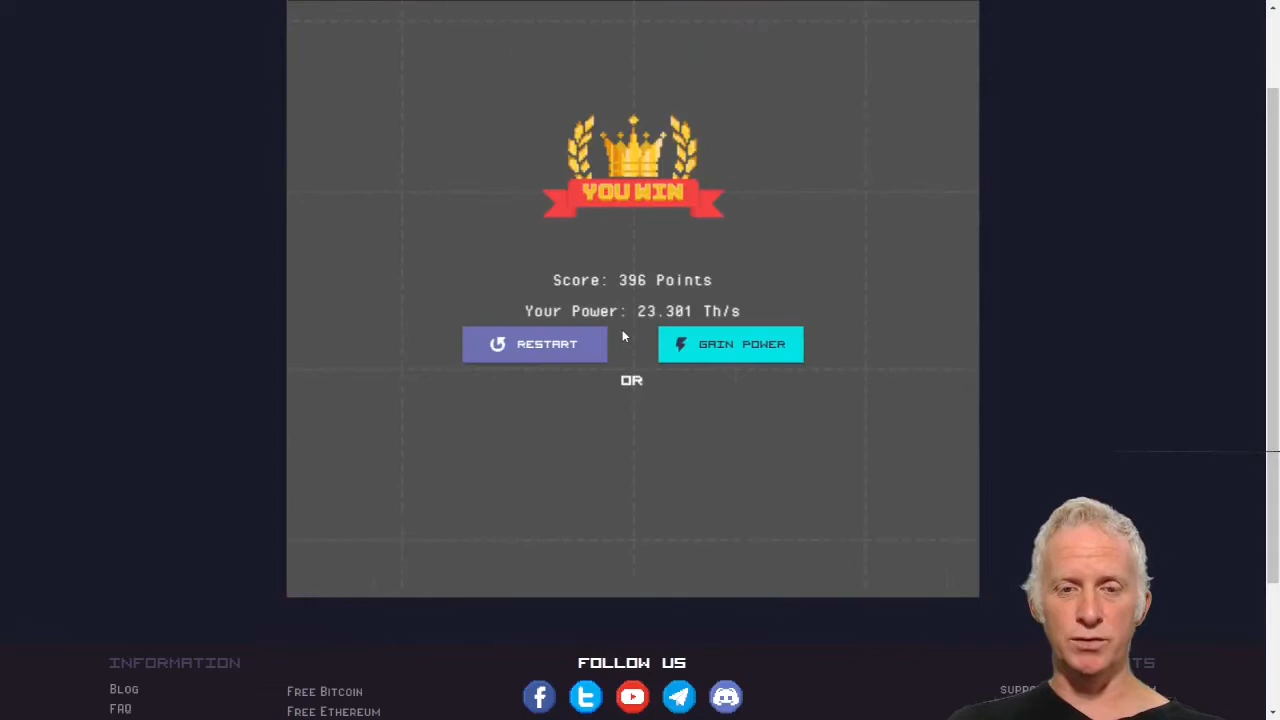 YOU WIN
Score: 396 Points
Your Power: 23.301 Th/s
RESTART
GAIN POWER
OR
INFORMATION
FOLLOW US
Blog
Free Bitcoin
FAQ
Free Ethereum